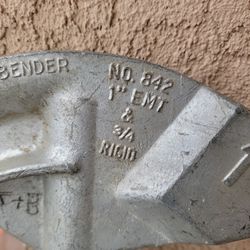 BENDER
NO. 842
1" EMT
&
3/4
RIGID